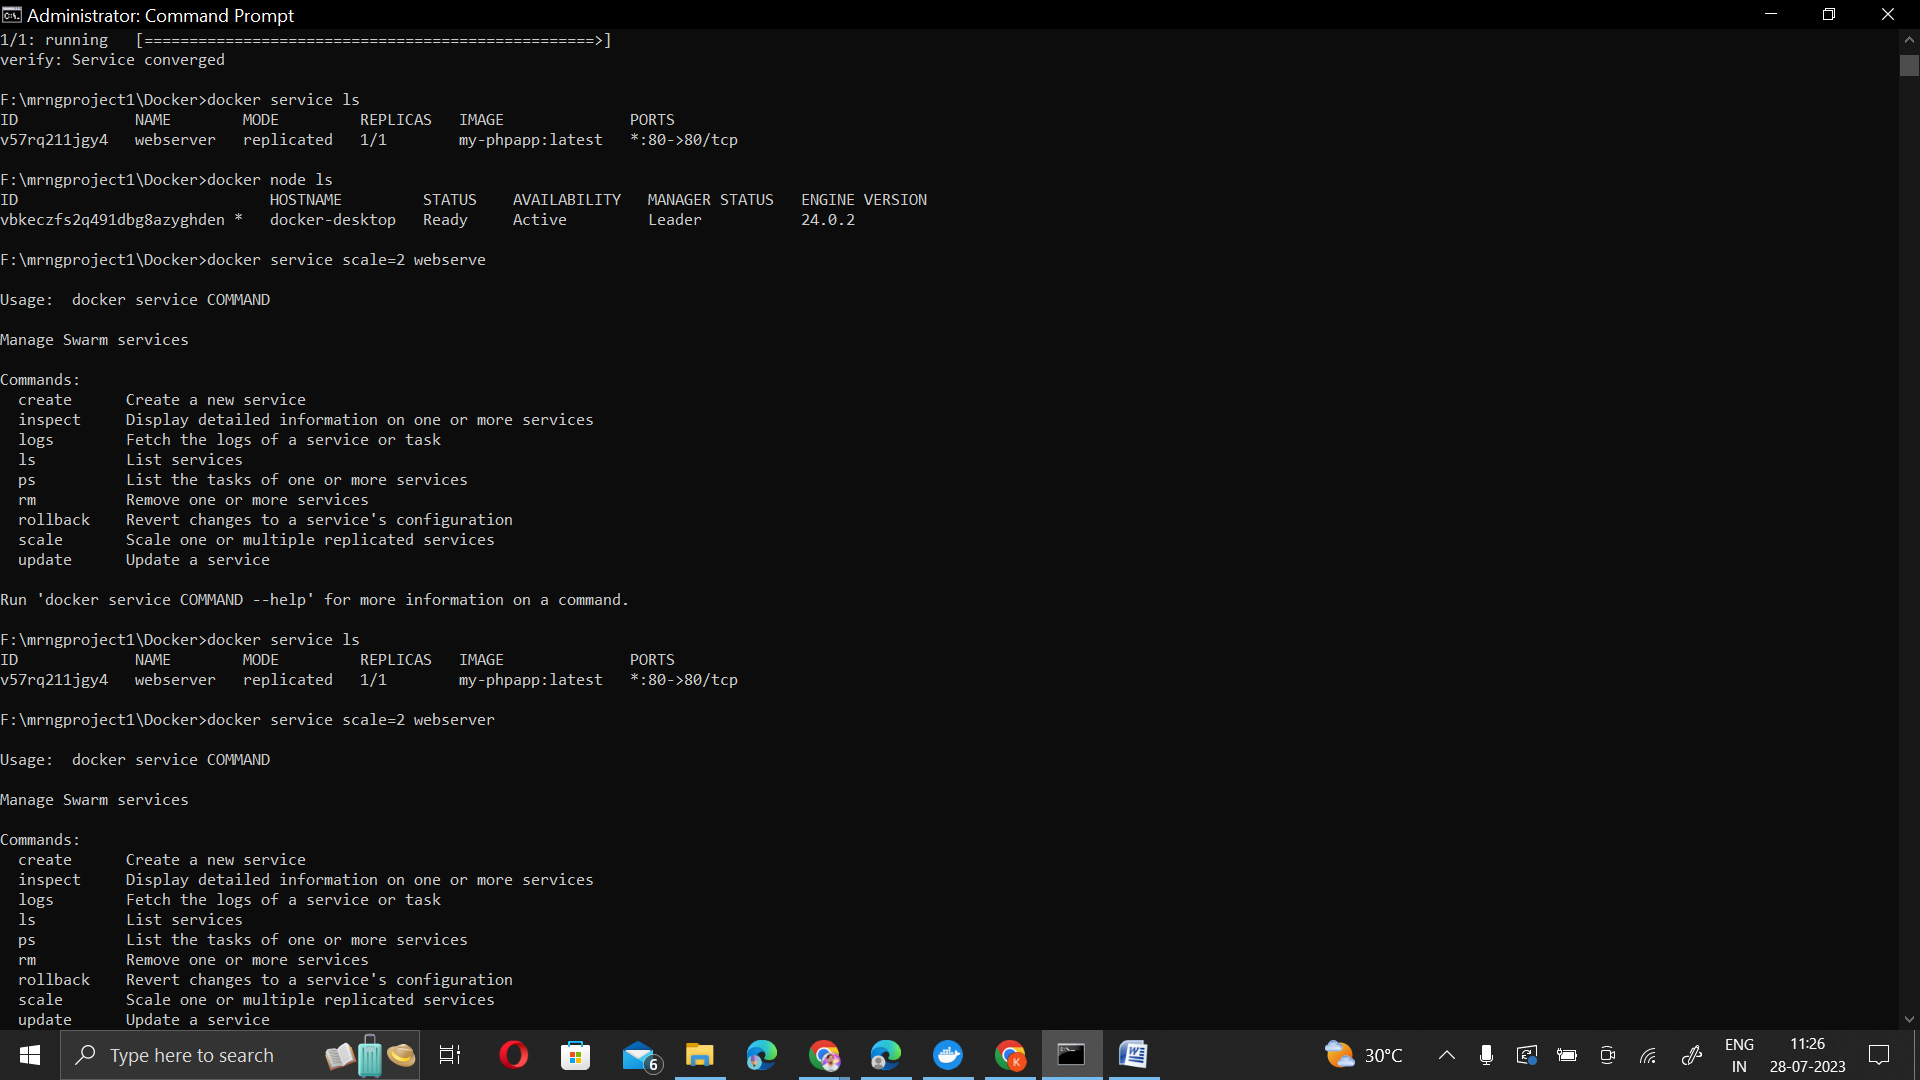 Administrator: Command Prompt
1/1: running   [==================================================>]
verify: Service converged
F:\mrngproject1\Docker>docker service ls
ID             NAME        MODE         REPLICAS   IMAGE              PORTS
v57rq211jgy4   webserver   replicated   1/1        my-phpapp:latest   *:80->80/tcp
F:\mrngproject1\Docker>docker node ls
ID                            HOSTNAME         STATUS    AVAILABILITY   MANAGER STATUS   ENGINE VERSION
vbkeczfs2q491dbg8azyghden *   docker-desktop   Ready     Active         Leader           24.0.2
F:\mrngproject1\Docker>docker service scale=2 webserve
Usage:  docker service COMMAND
Manage Swarm services
Commands:
  create      Create a new service
  inspect     Display detailed information on one or more services
  logs        Fetch the logs of a service or task
  ls          List services
  ps          List the tasks of one or more services
  rm          Remove one or more services
  rollback    Revert changes to a service's configuration
  scale       Scale one or multiple replicated services
  update      Update a service
Run 'docker service COMMAND --help' for more information on a command.
F:\mrngproject1\Docker>docker service ls
ID             NAME        MODE         REPLICAS   IMAGE              PORTS
v57rq211jgy4   webserver   replicated   1/1        my-phpapp:latest   *:80->80/tcp
F:\mrngproject1\Docker>docker service scale=2 webserver
Usage:  docker service COMMAND
Manage Swarm services
Commands:
  create      Create a new service
  inspect     Display detailed information on one or more services
  logs        Fetch the logs of a service or task
  ls          List services
  ps          List the tasks of one or more services
  rm          Remove one or more services
  rollback    Revert changes to a service's configuration
  scale       Scale one or multiple replicated services
  update      Update a service
Type here to search
6
K
30°C
ENG
IN
11:26
28-07-2023